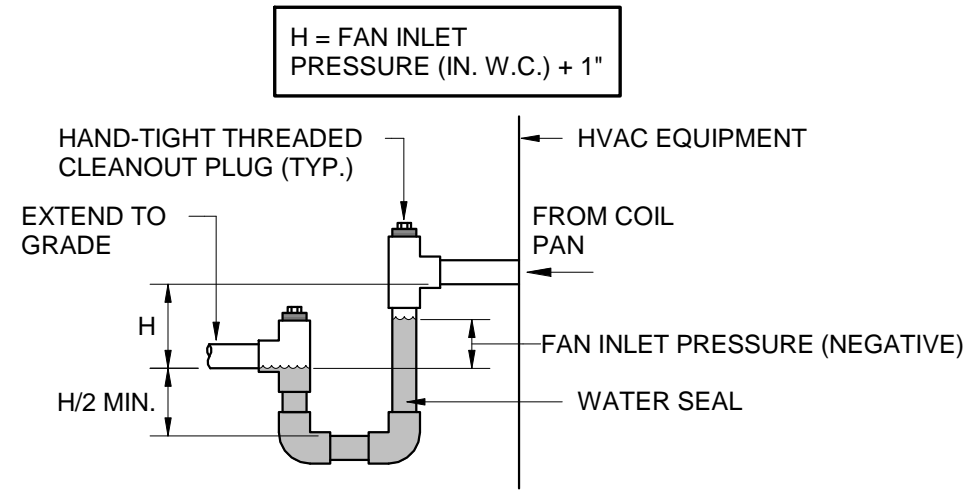 H = FAN INLET
PRESSURE (IN. W.C.) + 1"
HAND-TIGHT THREADED
CLEANOUT PLUG (TYP.)
HVAC EQUIPMENT
EXTEND TO
GRADE
FROM COIL
PAN
H
FAN INLET PRESSURE (NEGATIVE)
H/2 MIN.
WATER SEAL